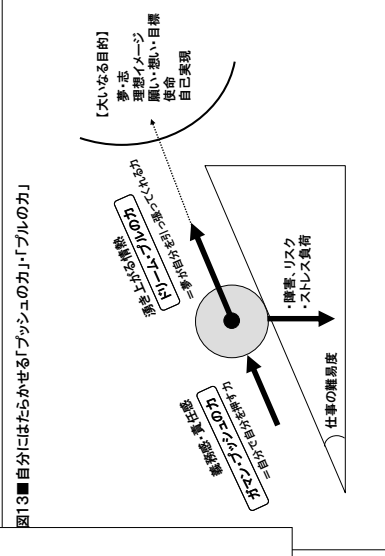 図13■自分にはたらかせる「プッシュの力」・「プルの力」
【大いなる目的】
夢・志
理想イメージ
願い・想い・目標
使命
自己実現
湧き上がる情熱
ドリーム・プルの力
=夢が自分を引っ張ってくれる力
義務感・責任感
ガマン・プッシュの力
=自分で自分を押す力
・障害、リスク
・ストレス負荷
仕事の難易度